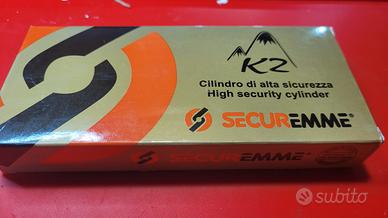 K2
Cilindro di alta sicurezza
High security cylinder
SECUREMME®
SECUREMME®
subito